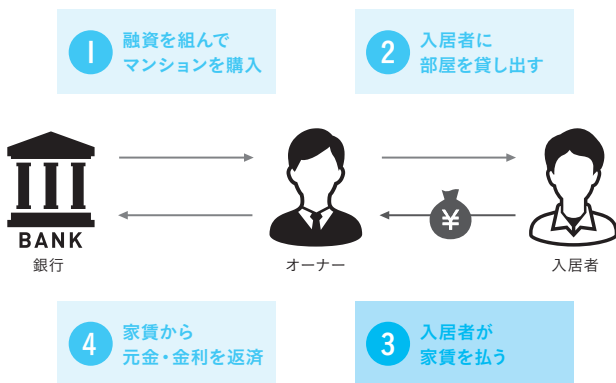 1 融資を組んで
マンションを購入
2 入居者に
部屋を貸し出す
¥
BANK
銀行
オーナー
入居者
4 家賃から
元金・金利を返済
3 入居者が
家賃を払う